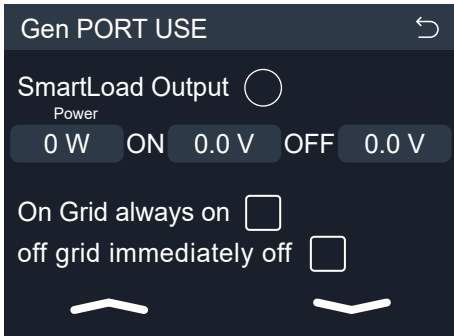 Gen PORT USE
SmartLoad Output
Power
0 W ON 0.0 V OFF 0.0 V
On Grid always on
off grid immediately off